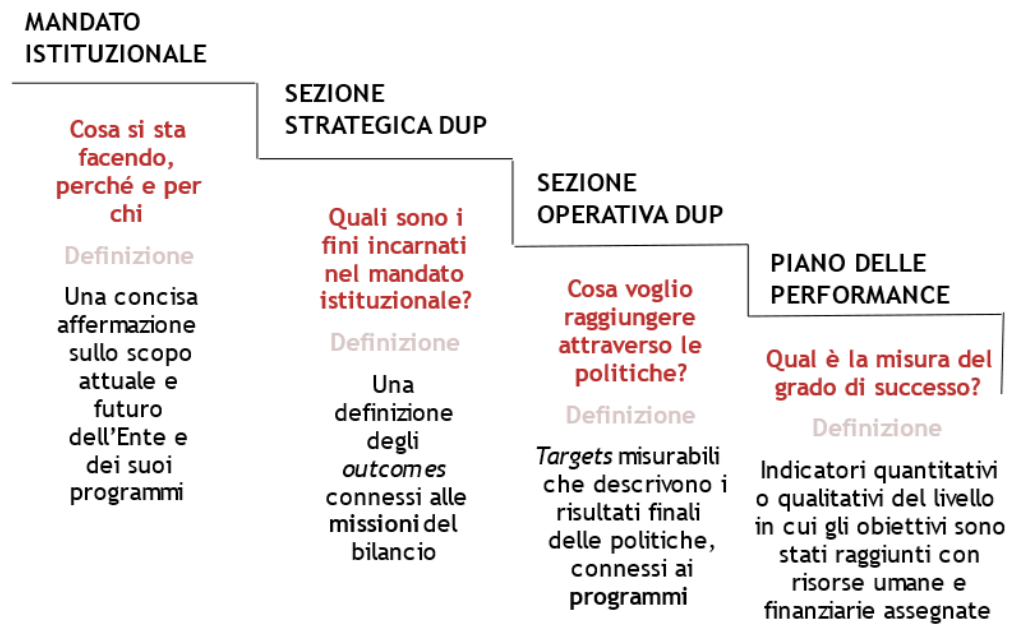 MANDATO
ISTITUZIONALE
Cosa si sta
facendo,
perché e per
chi
Definizione
Una concisa
affermazione
sullo scopo
attuale e
futuro
dell'Ente e
dei suoi
programmi
SEZIONE
STRATEGICA DUP
Quali sono i
fini incarnati
nel mandato
istituzionale?
Definizione
Una
definizione
degli
outcomes
connessi alle
missioni del
bilancio
SEZIONE
OPERATIVA DUP
Cosa voglio
raggiungere
attraverso le
politiche?
Definizione
Targets misurabili
che descrivono i
risultati finali
delle politiche,
connessi ai
programmi
PIANO DELLE
PERFORMANCE
Qual è la misura del
grado di successo?
Definizione
Indicatori quantitativi
o qualitativi del livello
in cui gli obiettivi sono
stati raggiunti con
risorse umane e
finanziarie assegnate